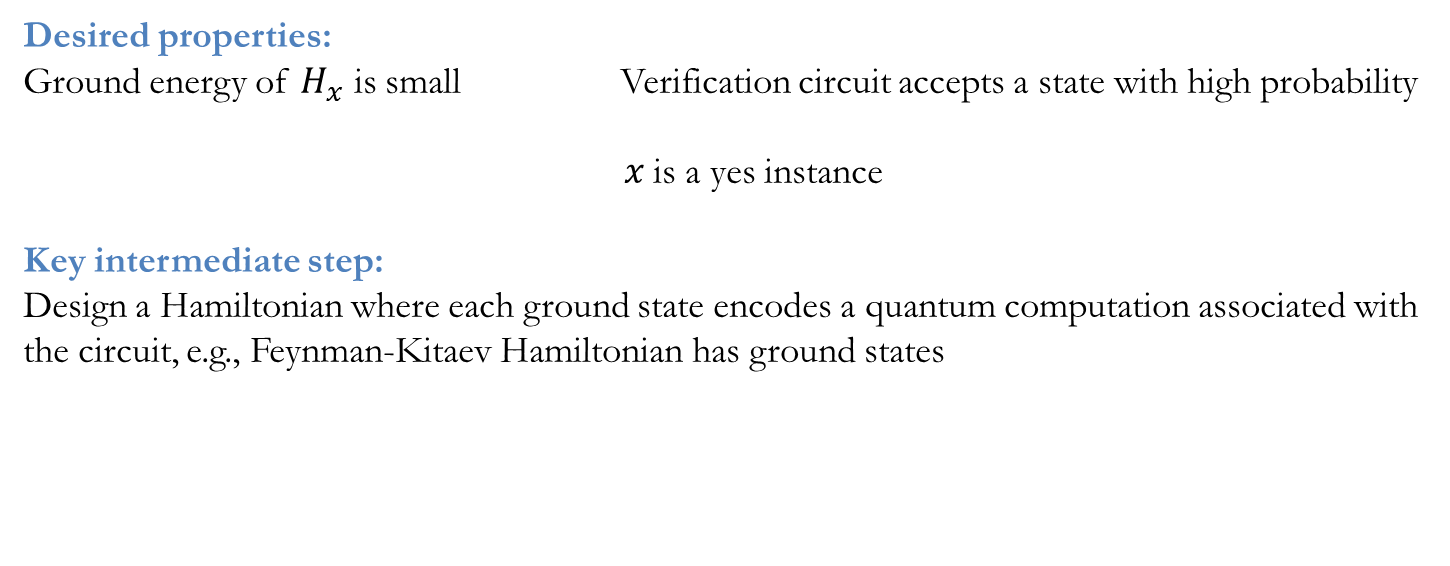 Desired properties:
Ground energy of Hₓ is small Verification circuit accepts a state with high probability
x is a yes instance
Key intermediate step:
Design a Hamiltonian where each ground state encodes a quantum computation associated with
the circuit, e.g., Feynman-Kitaev Hamiltonian has ground states